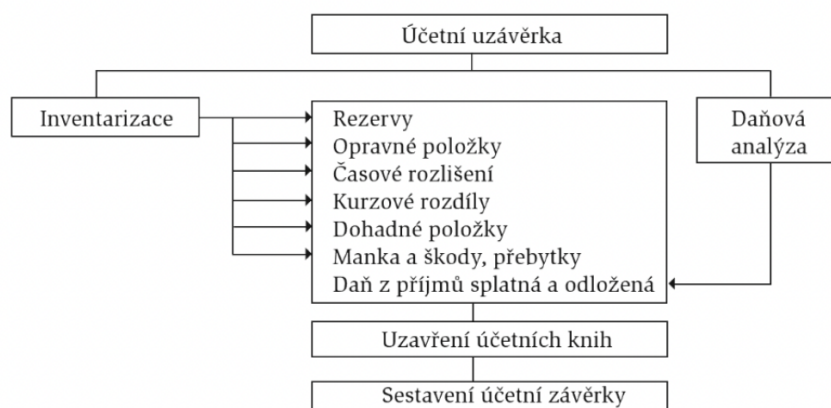 Účetní uzávěrka
Inventarizace
Rezervy
Opravné položky
Časové rozlišení
Kurzové rozdíly
Dohadné položky
Manka a škody, přebytky
Daň z příjmů splatná a odložená
Daňová
analýza
Uzavření účetních knih
Sestavení účetní závěrky